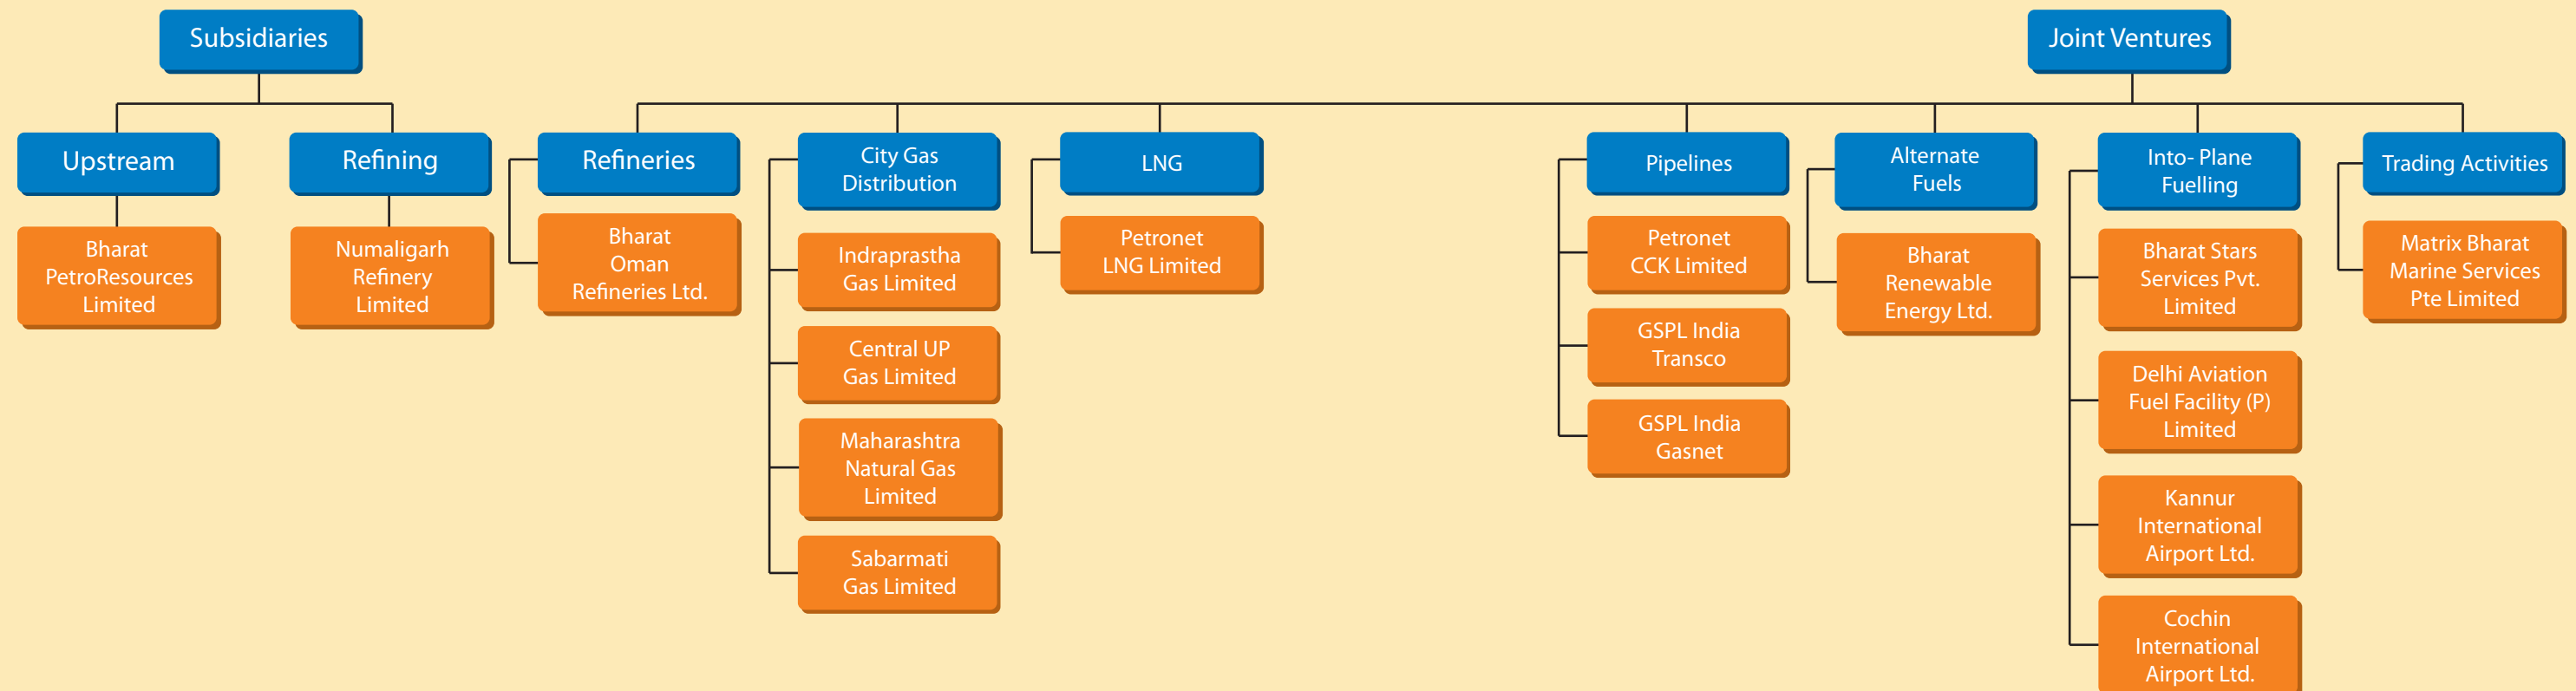 Subsidiaries
Joint Ventures
Upstream
Refining
Refineries
City Gas
Distribution
LNG
Pipelines
Alternate
Fuels
Into- Plane
Fuelling
Trading Activities
Bharat
PetroResources
Limited
Numaligarh
Refinery
Limited
Bharat
Oman
Refineries Ltd.
Indraprastha
Gas Limited
Central UP
Gas Limited
Maharashtra
Natural Gas
Limited
Sabarmati
Gas Limited
Petronet
LNG Limited
Petronet
CCK Limited
GSPL India
Transco
GSPL India
Gasnet
Bharat
Renewable
Energy Ltd.
Bharat Stars
Services Pvt.
Limited
Delhi Aviation
Fuel Facility (P)
Limited
Kannur
International
Airport Ltd.
Cochin
International
Airport Ltd.
Matrix Bharat
Marine Services
Pte Limited